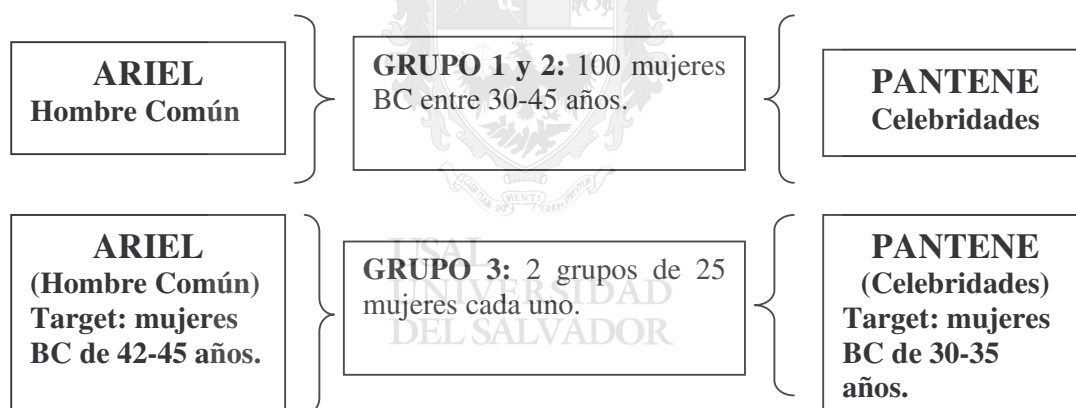 ARIEL
Hombre Común
GRUPO 1 y 2: 100 mujeres
BC entre 30-45 años.
PANTENE
Celebridades
ARIEL
(Hombre Común)
Target: mujeres
BC de 42-45 años.
GRUPO 3: 2 grupos de 25
mujeres cada uno.
PANTENE
(Celebridades)
Target: mujeres
BC de 30-35
años.
USAL
UNIVERSIDAD
DEL SALVADOR